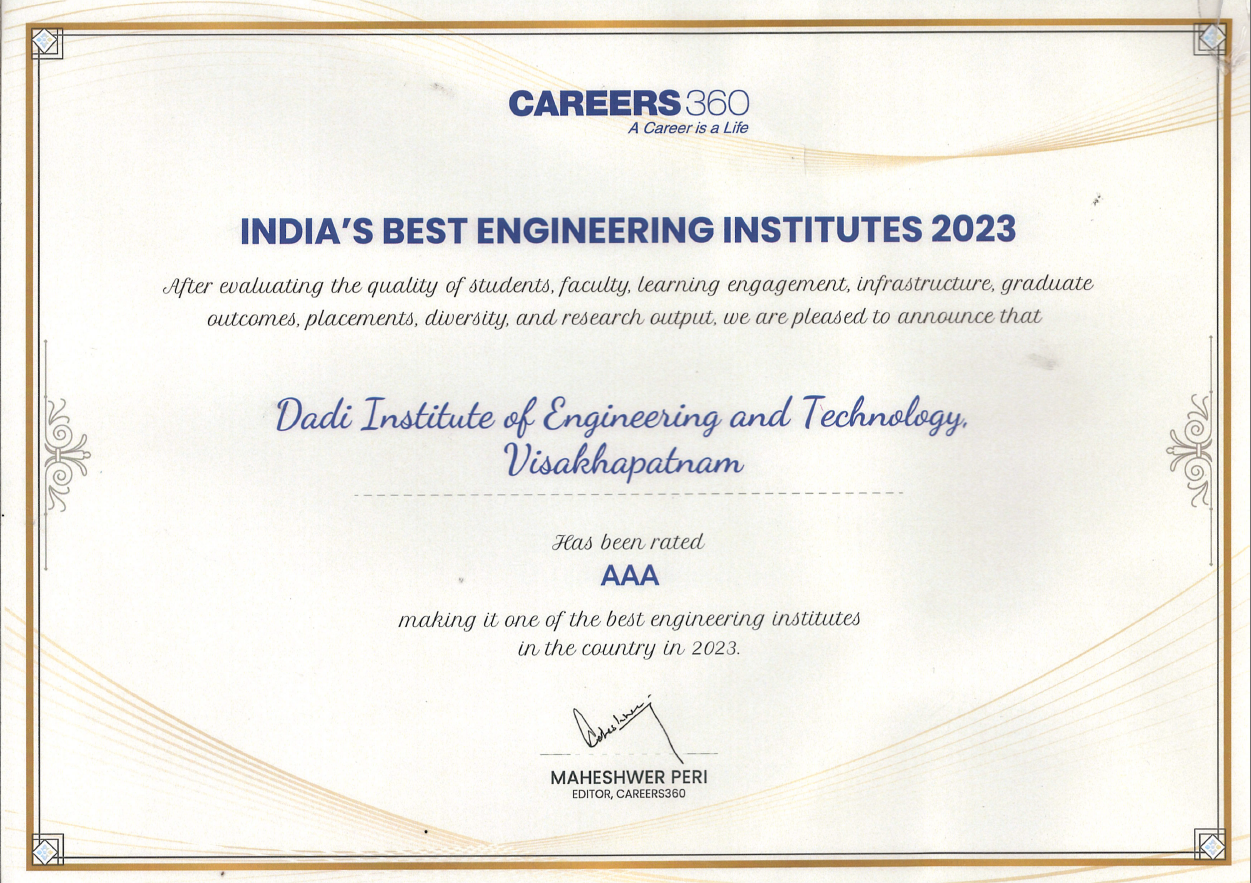 CAREERS360
A Career is a Life
INDIA'S BEST ENGINEERING INSTITUTES 2023
After evaluating the quality of students, faculty, learning engagement, infrastructure, graduate
outcomes, placements, diversity, and research output, we are pleased to announce that
Dadi Institute of Engineering and Technology,
Visakhapatnam
Has been rated
AAA
making it one of the best engineering institutes
in the country in 2023.
MAHESHWER PERI
EDITOR, CAREERS360